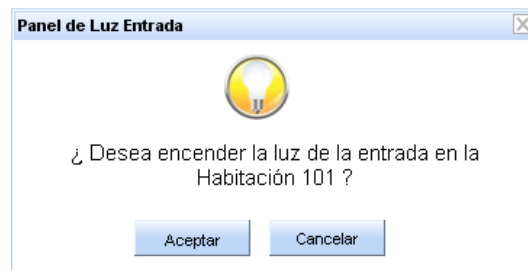 Panel de Luz Entrada
¿ Desea encender la luz de la entrada en la
Habitación 101 ?
Aceptar Cancelar